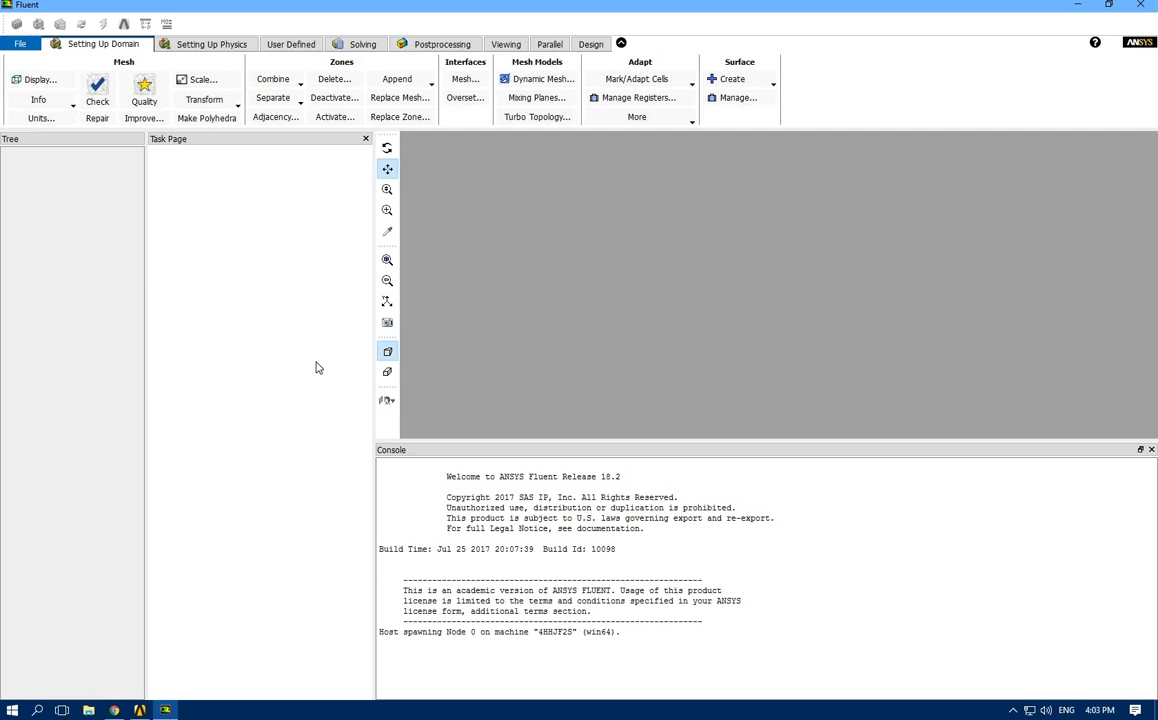 Fluent
File Setting Up Domain Setting Up Physics User Defined Solving Postprocessing Viewing Parallel Design ANSYS
Mesh Zones Interfaces Mesh Models Adapt Surface
Display... Scale... Combine Delete... Append Mesh... Dynamic Mesh... Mark/Adapt Cells Create
Info Check Quality Transform Separate Deactivate... Replace Mesh... Overset... Mixing Planes... Manage Registers... Manage...
Units... Repair Improve... Make Polyhedra Adjacency... Activate... Replace Zone... Turbo Topology... More
Tree Task Page
Console
Welcome to ANSYS Fluent Release 18.2
Copyright 2017 SAS IP, Inc. All Rights Reserved.
Unauthorized use, distribution or duplication is prohibited.
This product is subject to U.S. laws governing export and re-export.
For full Legal Notice, see documentation.
Build Time: Jul 25 2017 20:07:39 Build Id: 10098
------------------------------------------------------------
This is an academic version of ANSYS FLUENT. Usage of this product
license is limited to the terms and conditions specified in your ANSYS
license form, additional terms section.
------------------------------------------------------------
Host spawning Node 0 on machine "4HHJF2S" (win64).
ENG 4:03 PM